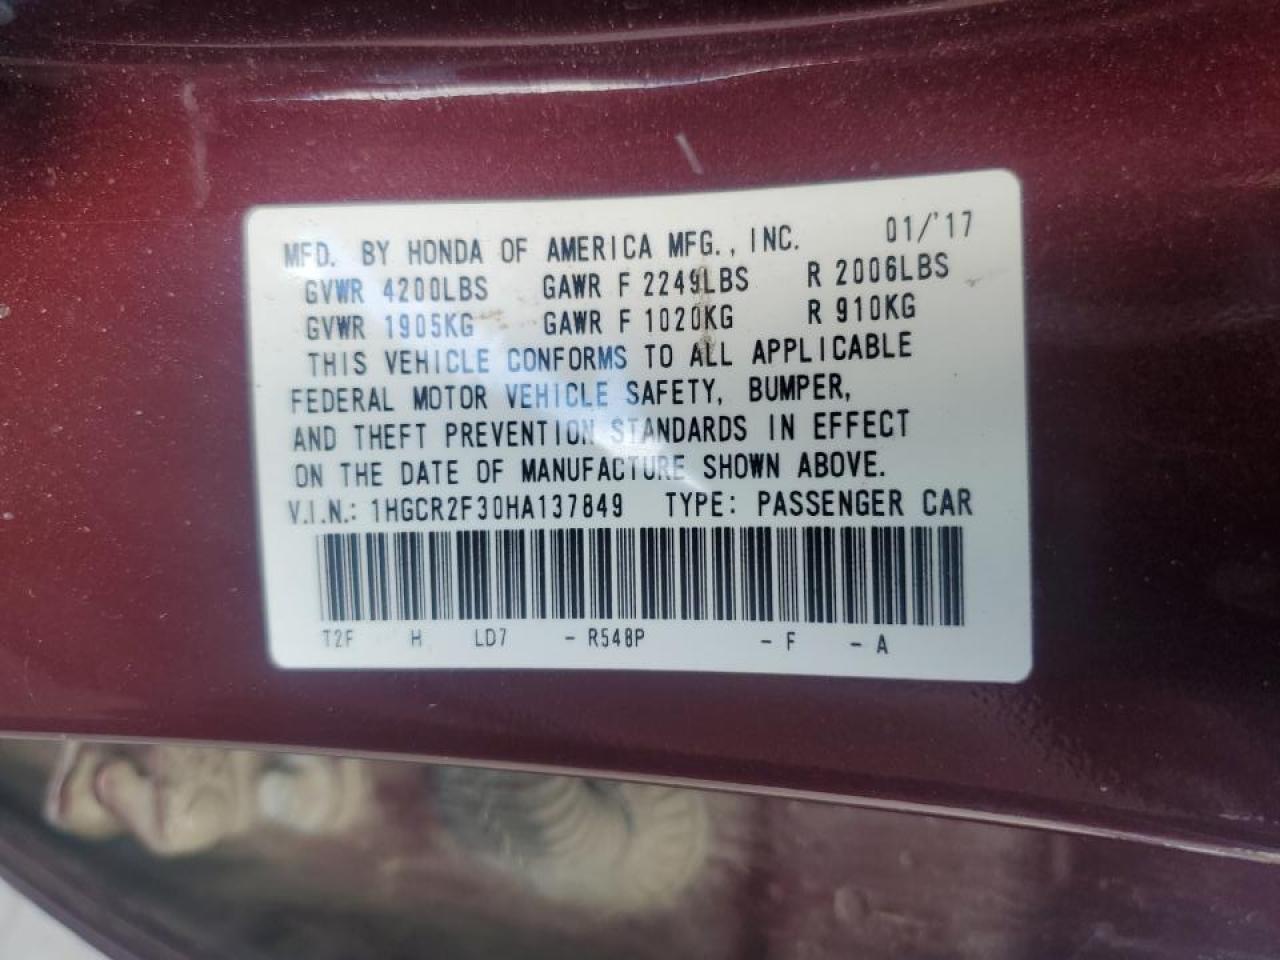 MFD. BY HONDA OF AMERICA MFG., INC. 01/'17
GVWR 4200LBS GAWR F 2249LBS R 2006LBS
GVWR 1905KG GAWR F 1020KG R 910KG
THIS VEHICLE CONFORMS TO ALL APPLICABLE
FEDERAL MOTOR VEHICLE SAFETY, BUMPER,
AND THEFT PREVENTION STANDARDS IN EFFECT
ON THE DATE OF MANUFACTURE SHOWN ABOVE.
V.I.N.: 1HGCR2F30HA137849 TYPE: PASSENGER CAR
T2F H LD7 - R548P - F - A